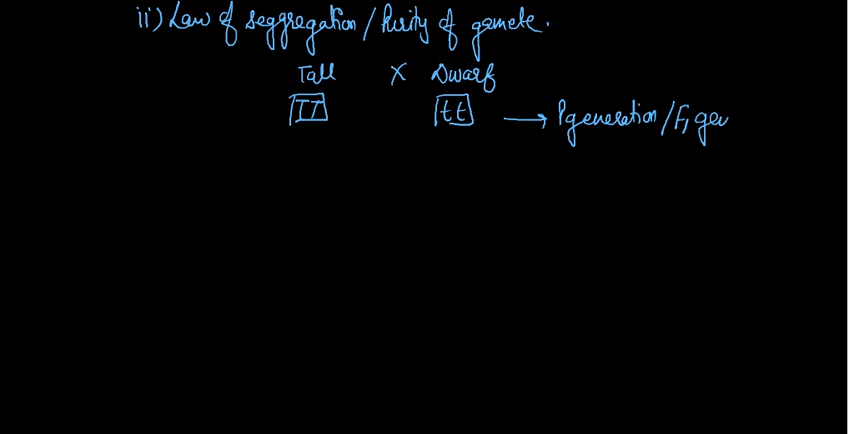 ii) Law of seggregation / Purity of gamete.
Tall X Dwarf
TT tt → P generation / F1 gen